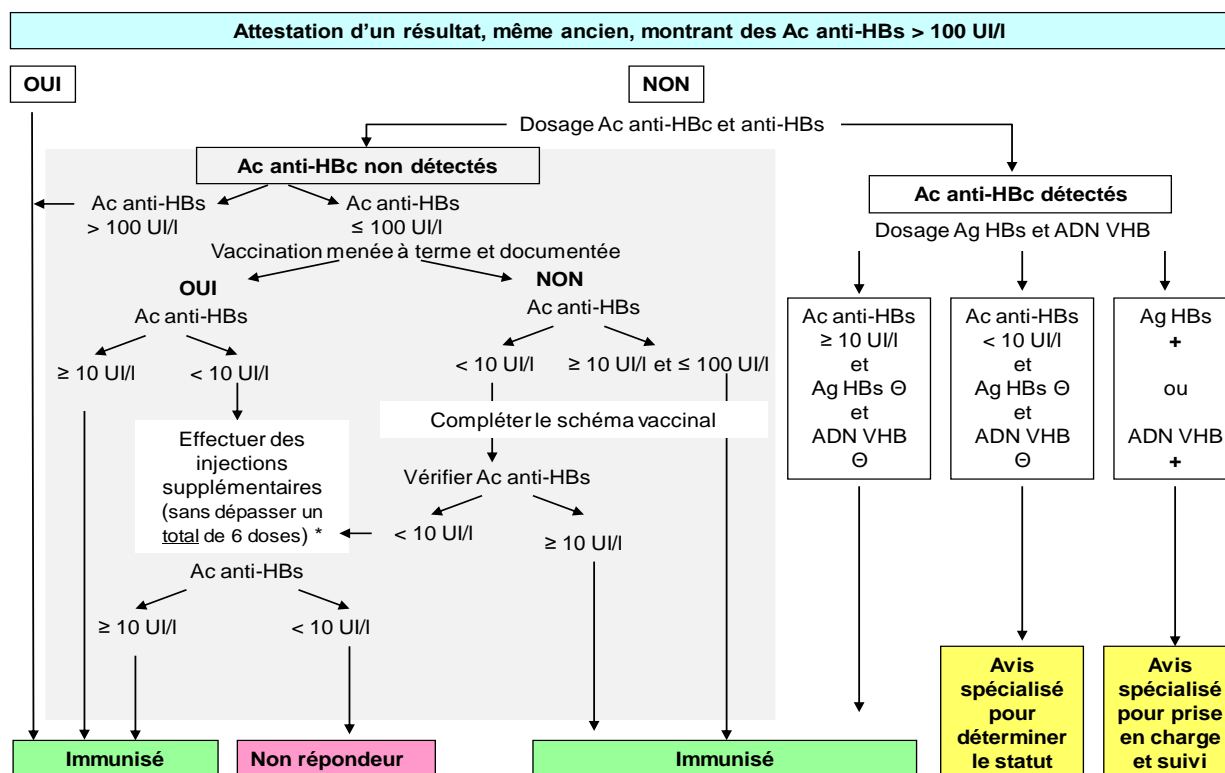 Attestation d'un résultat, même ancien, montrant des Ac anti-HBs > 100 UI/l
OUI
NON
Dosage Ac anti-HBc et anti-HBs
Ac anti-HBc non détectés
Ac anti-HBs
> 100 UI/l
Ac anti-HBs
≤ 100 UI/l
Vaccination menée à terme et documentée
OUI
Ac anti-HBs
≥ 10 UI/l
< 10 UI/l
Effectuer des
injections
supplémentaires
(sans dépasser un
total de 6 doses) *
Ac anti-HBs
≥ 10 UI/l
< 10 UI/l
NON
Ac anti-HBs
< 10 UI/l
≥ 10 UI/l et ≤ 100 UI/l
Compléter le schéma vaccinal
Vérifier Ac anti-HBs
< 10 UI/l
≥ 10 UI/l
Ac anti-HBc détectés
Dosage Ag HBs et ADN VHB
Ac anti-HBs
≥ 10 UI/l
et
Ag HBs Θ
et
ADN VHB
Θ
Ac anti-HBs
< 10 UI/l
et
Ag HBs Θ
et
ADN VHB
Θ
Ag HBs
+
ou
ADN VHB
+
Immunisé
Non répondeur
Immunisé
Avis
spécialisé
pour
déterminer
le statut
Avis
spécialisé
pour prise
en charge
et suivi